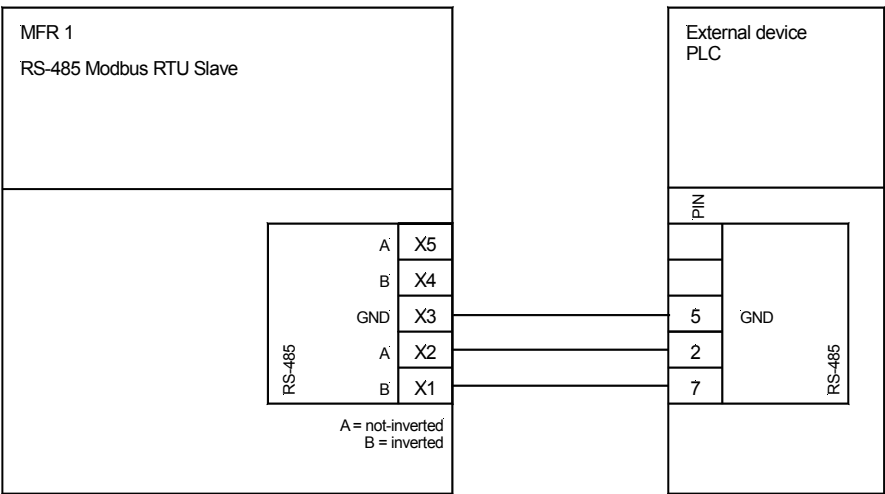 MFR 1
RS-485 Modbus RTU Slave
External device
PLC
PIN
A X5
B X4
GND X3
A X2
B X1
RS-485
A = not-inverted
B = inverted
5 GND
2
7
RS-485